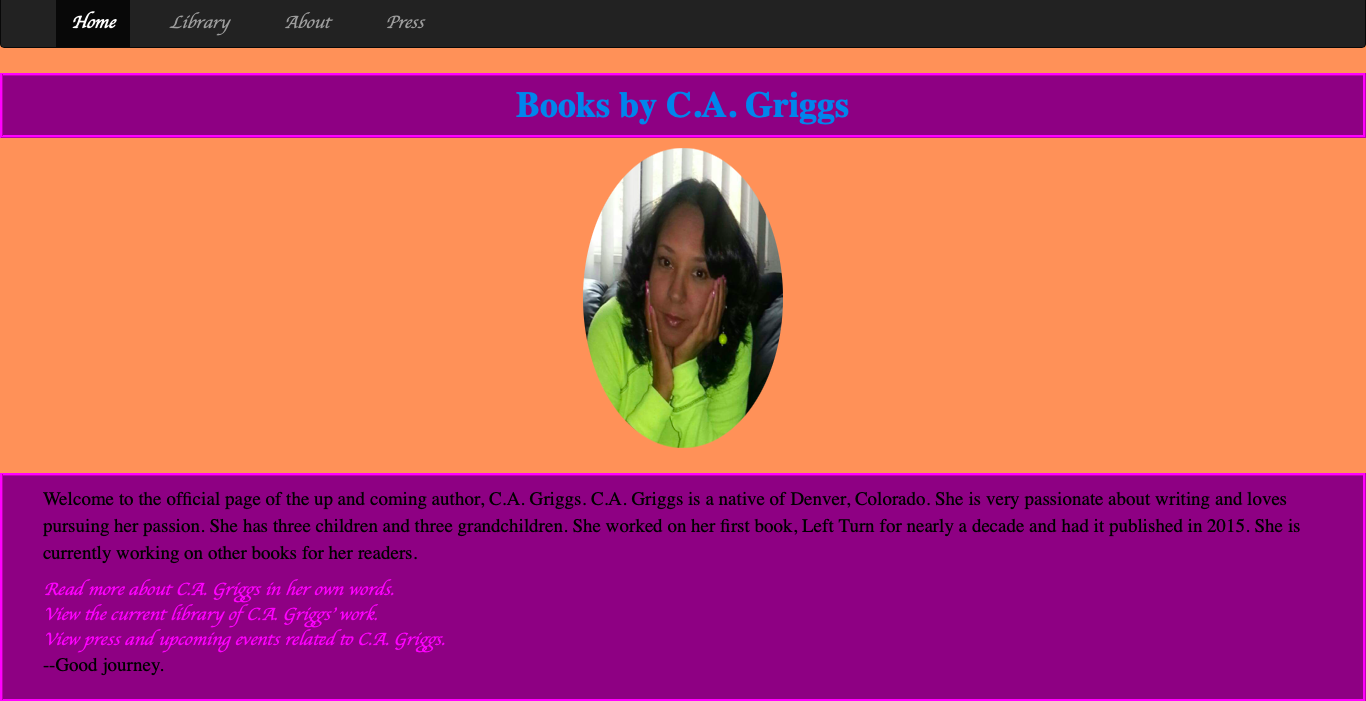 Home Library About Press
Books by C.A. Griggs
Welcome to the official page of the up and coming author, C.A. Griggs. C.A. Griggs is a native of Denver, Colorado. She is very passionate about writing and loves
pursuing her passion. She has three children and three grandchildren. She worked on her first book, Left Turn for nearly a decade and had it published in 2015. She is
currently working on other books for her readers.
Read more about C.A. Griggs in her own words.
View the current library of C.A. Griggs' work.
View press and upcoming events related to C.A. Griggs.
--Good journey.